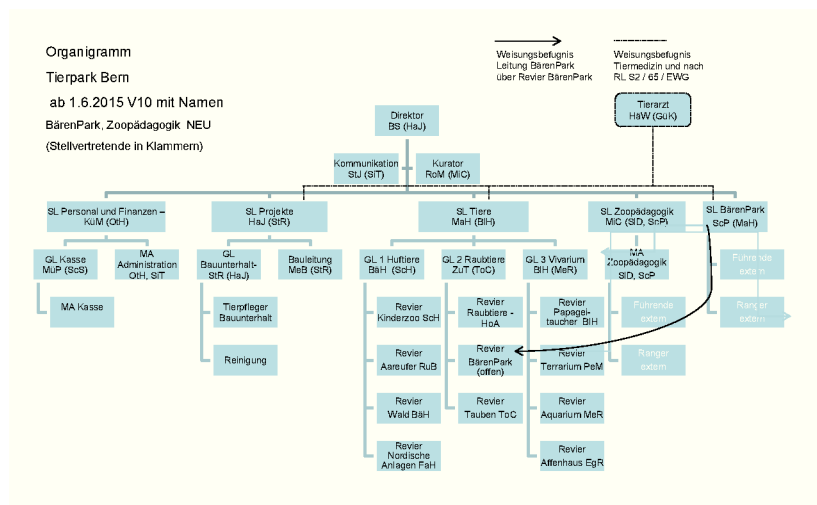 Organigramm
Tierpark Bern
ab 1.6.2015 V10 mit Namen
BärenPark, Zoopädagogik NEU
(Stellvertretende in Klammern)
Weisungsbefugnis
Leitung BärenPark
über Revier BärenPark
Weisungsbefugnis
Tiermedizin und nach
RL S2 / 65 / EWG
Tierarzt
HäW (GüK)
Direktor
BS (HaJ)
Kommunikation
StJ (SiT)
Kurator
RoM (MiC)
SL Personal und Finanzen –
KüM (OtH)
SL Projekte
HaJ (StR)
SL Tiere
MaH (BlH)
SL Zoopädagogik
MiC (SID, SnP)
SL BärenPark
ScP (MaH)
GL Kasse
MüP (ScS)
MA
Administration
OtH, SiT
GL
Bauunterhalt-
StR (HaJ)
Bauleitung
MeB (StR)
GL 1 Huftiere
BäH (ScH)
GL 2 Raubtiere
ZuT (ToC)
GL 3 Vivarium
BlH (MeR)
MA
Zoopädagogik
SID, ScP
Führende
extern
MA Kasse
Tierpfleger
Bauunterhalt
Revier
Kinderzoo ScH
Revier
Raubtiere -
HoA
Revier
Papagei-
taucher BlH
Führende
extern
Ranger
extern
Reinigung
Revier
Aareufer RuB
Revier
BärenPark
(offen)
Revier
Terrarium PeM
Ranger
extern
Revier
Wald BäH
Revier
Tauben ToC
Revier
Aquarium MeR
Revier
Nordische
Anlagen FaH
Revier
Affenhaus EgR